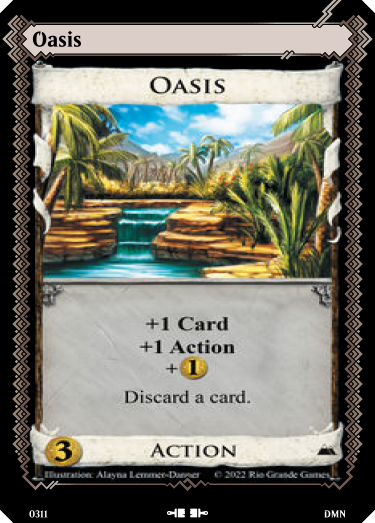 Oasis
OASIS
+1 Card
+1 Action
+1
Discard a card.
3
ACTION
Illustration: Alayna Lemmer-Danner © 2022 Rio Grande Games
0311 DMN